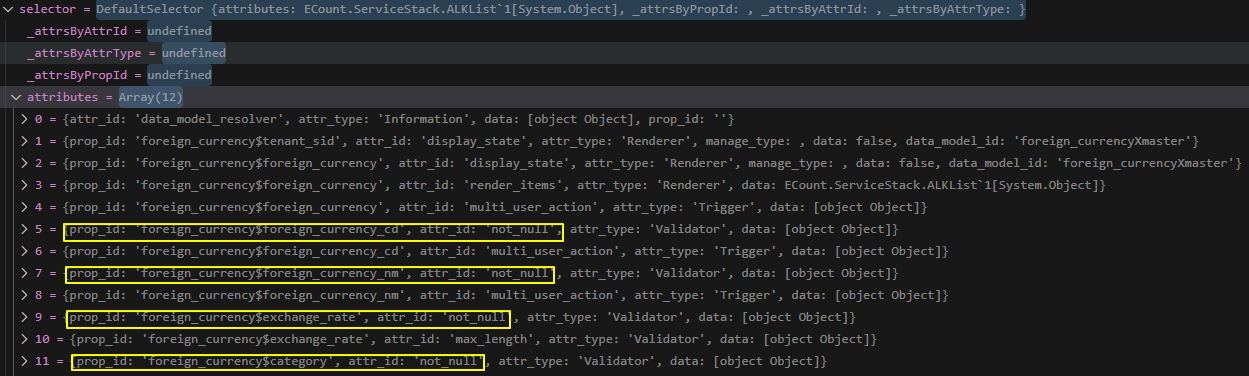 selector = DefaultSelector {attributes: ECount.ServiceStack.ALKList`1[System.Object], _attrsByPropId: , _attrsByAttrId: , _attrsByAttrType: }
_attrsByAttrId = undefined
_attrsByAttrType = undefined
_attrsByPropId = undefined
attributes = Array(12)
0 = {attr_id: 'data_model_resolver', attr_type: 'Information', data: [object Object], prop_id: ''}
1 = {prop_id: 'foreign_currency$tenant_sid', attr_id: 'display_state', attr_type: 'Renderer', manage_type: , data: false, data_model_id: 'foreign_currencyXmaster'}
2 = {prop_id: 'foreign_currency$foreign_currency', attr_id: 'display_state', attr_type: 'Renderer', manage_type: , data: false, data_model_id: 'foreign_currencyXmaster'}
3 = {prop_id: 'foreign_currency$foreign_currency', attr_id: 'render_items', attr_type: 'Renderer', data: ECount.ServiceStack.ALKList`1[System.Object]}
4 = {prop_id: 'foreign_currency$foreign_currency', attr_id: 'multi_user_action', attr_type: 'Trigger', data: [object Object]}
5 = {prop_id: 'foreign_currency$foreign_currency_cd', attr_id: 'not_null', attr_type: 'Validator', data: [object Object]}
6 = {prop_id: 'foreign_currency$foreign_currency_cd', attr_id: 'multi_user_action', attr_type: 'Trigger', data: [object Object]}
7 = {prop_id: 'foreign_currency$foreign_currency_nm', attr_id: 'not_null', attr_type: 'Validator', data: [object Object]}
8 = {prop_id: 'foreign_currency$foreign_currency_nm', attr_id: 'multi_user_action', attr_type: 'Trigger', data: [object Object]}
9 = {prop_id: 'foreign_currency$exchange_rate', attr_id: 'not_null', attr_type: 'Validator', data: [object Object]}
10 = {prop_id: 'foreign_currency$exchange_rate', attr_id: 'max_length', attr_type: 'Validator', data: [object Object]}
11 = {prop_id: 'foreign_currency$category', attr_id: 'not_null', attr_type: 'Validator', data: [object Object]}